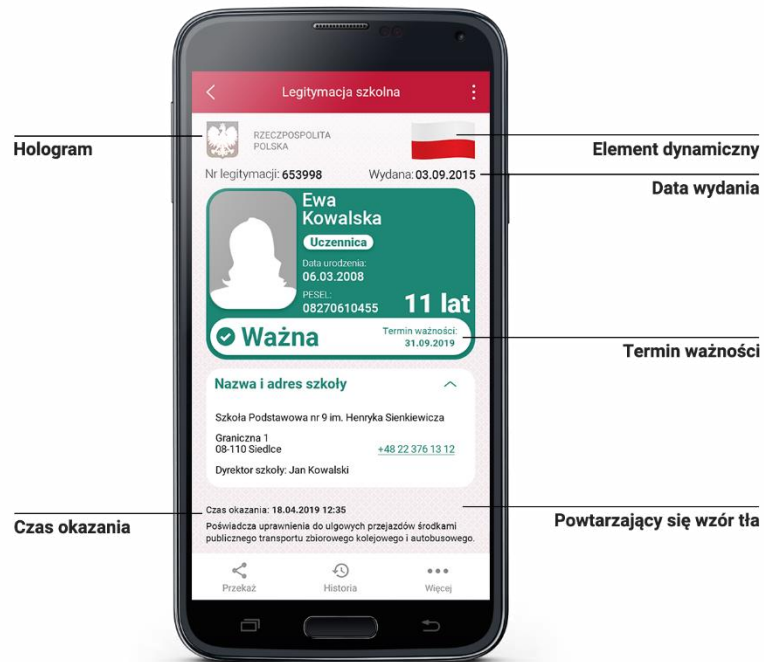 Legitymacja szkolna
Hologram
RZECZPOSPOLITA
POLSKA
Element dynamiczny
Nr legitymacji: 653998
Wydana: 03.09.2015
Data wydania
Ewa
Kowalska
Uczennica
Data urodzenia:
06.03.2008
PESEL:
08270610455
11 lat
Ważna
Termin ważności:
31.09.2019
Termin ważności
Nazwa i adres szkoły
Szkoła Podstawowa nr 9 im. Henryka Sienkiewicza
Graniczna 1
08-110 Siedlce
+48 22 376 13 12
Dyrektor szkoły: Jan Kowalski
Czas okazania: 18.04.2019 12:35
Czas okazania
Powtarzający się wzór tła
Poświadcza uprawnienia do ulgowych przejazdów środkami
publicznego transportu zbiorowego kolejowego i autobusowego.
Przekaż
Historia
Więcej